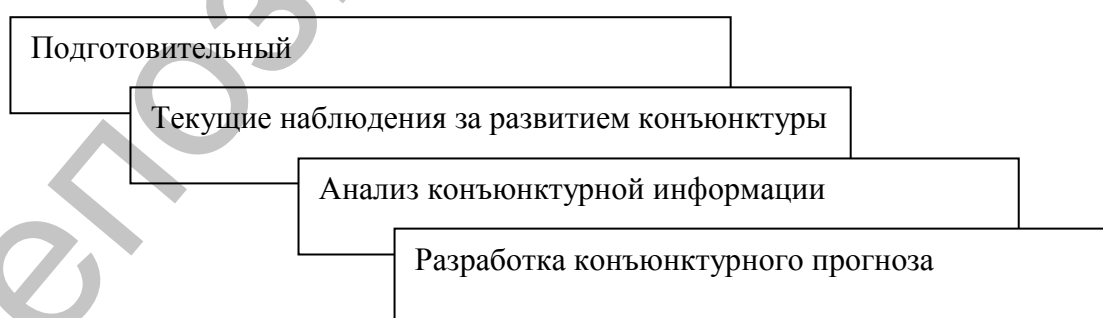 Подготовительный
Текущие наблюдения за развитием конъюнктуры
Анализ конъюнктурной информации
Разработка конъюнктурного прогноза